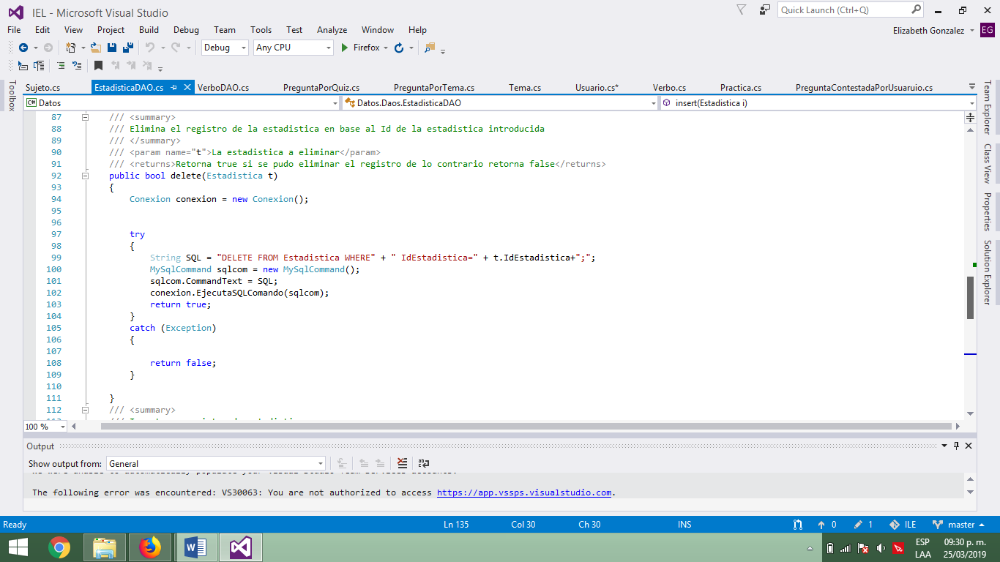 IEL - Microsoft Visual Studio
Quick Launch (Ctrl+Q)
File Edit View Project Build Debug Team Tools Test Analyze Window Help
Elizabeth Gonzalez EG
Debug Any CPU Firefox
Toolbox
Sujeto.cs EstadisticaDAO.cs VerboDAO.cs PreguntaPorQuiz.cs PreguntaPorTema.cs Tema.cs Usuario.cs* Verbo.cs Practica.cs PreguntaContestadaPorUsuaruio.cs
C# Datos Datos.Daos.EstadisticaDAO insert(Estadistica i)
87 /// <summary>
88 /// Elimina el registro de la estadistica en base al Id de la estadistica introducida
89 /// </summary>
90 /// <param name="t">La estadistica a eliminar</param>
91 /// <returns>Retorna true si se pudo eliminar el registro de lo contrario retorna false</returns>
92 public bool delete(Estadistica t)
93 {
94 Conexion conexion = new Conexion();
95
96
97 try
98 {
99 String SQL = "DELETE FROM Estadistica WHERE" + " IdEstadistica=" + t.IdEstadistica+";";
100 MySqlCommand sqlcom = new MySqlCommand();
101 sqlcom.CommandText = SQL;
102 conexion.EjecutaSQLComando(sqlcom);
103 return true;
104 }
105 catch (Exception)
106 {
107
108 return false;
109 }
110
111 }
112 /// <summary>
100 %
Team Explorer
Class View
Properties
Solution Explorer
Output
Show output from: General
The following error was encountered: VS30063: You are not authorized to access https://app.vssps.visualstudio.com.
Ready Ln 135 Col 30 Ch 30 INS 0 1 ILE master
ESP 09:30 p. m.
LAA 25/03/2019